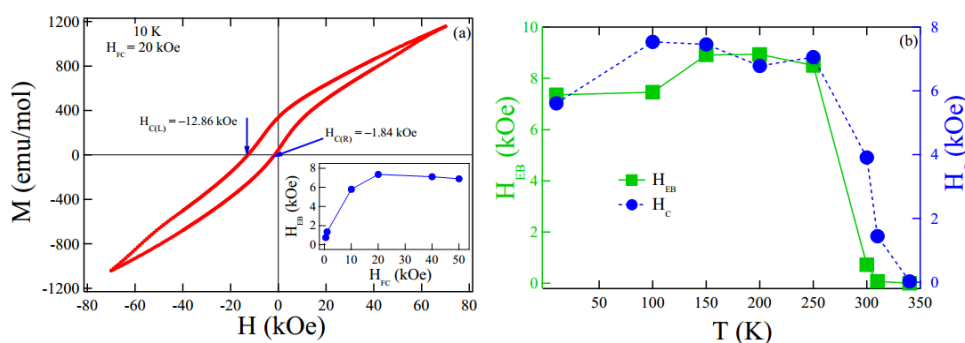 10 K
H_FC = 20 kOe
(a)
M (emu/mol)
1200
800
400
0
-400
-800
-1200
H_C(L) = −12.86 kOe
H_C(R) = −1.84 kOe
H_EB (kOe)
8
6
4
2
0
0 10 20 30 40 50
H_FC (kOe)
-80 -60 -40 -20 0 20 40 60 80
H (kOe)
(b)
H_EB (kOe)
10
8
6
4
2
0
H_EB
H_C
8
6
4
2
0
(kOe)
50 100 150 200 250 300 350
T (K)